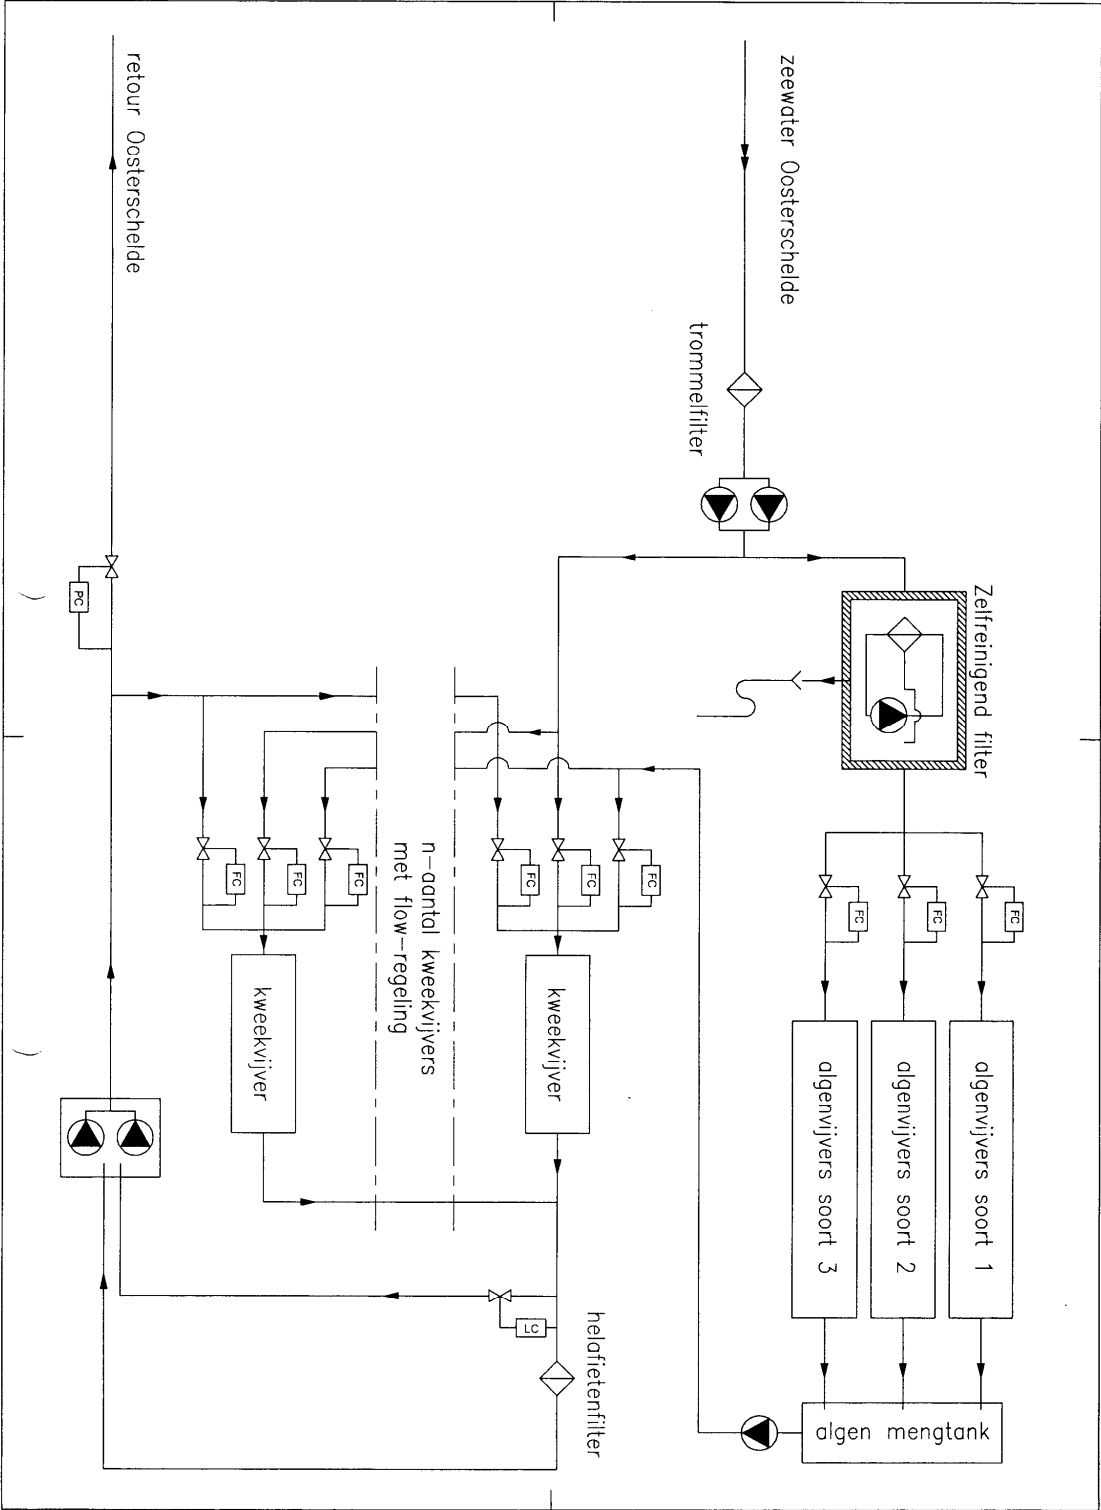 zeewater Oosterschelde
trommelfilter
Zelfreinigend filter
FC
FC
FC
algenvijvers soort 1
algenvijvers soort 2
algenvijvers soort 3
algen mengtank
FC
FC
FC
kweekvijver
n-aantal kweekvijvers
met flow-regeling
helafietenfilter
LC
FC
FC
FC
kweekvijver
retour Oosterschelde
PC